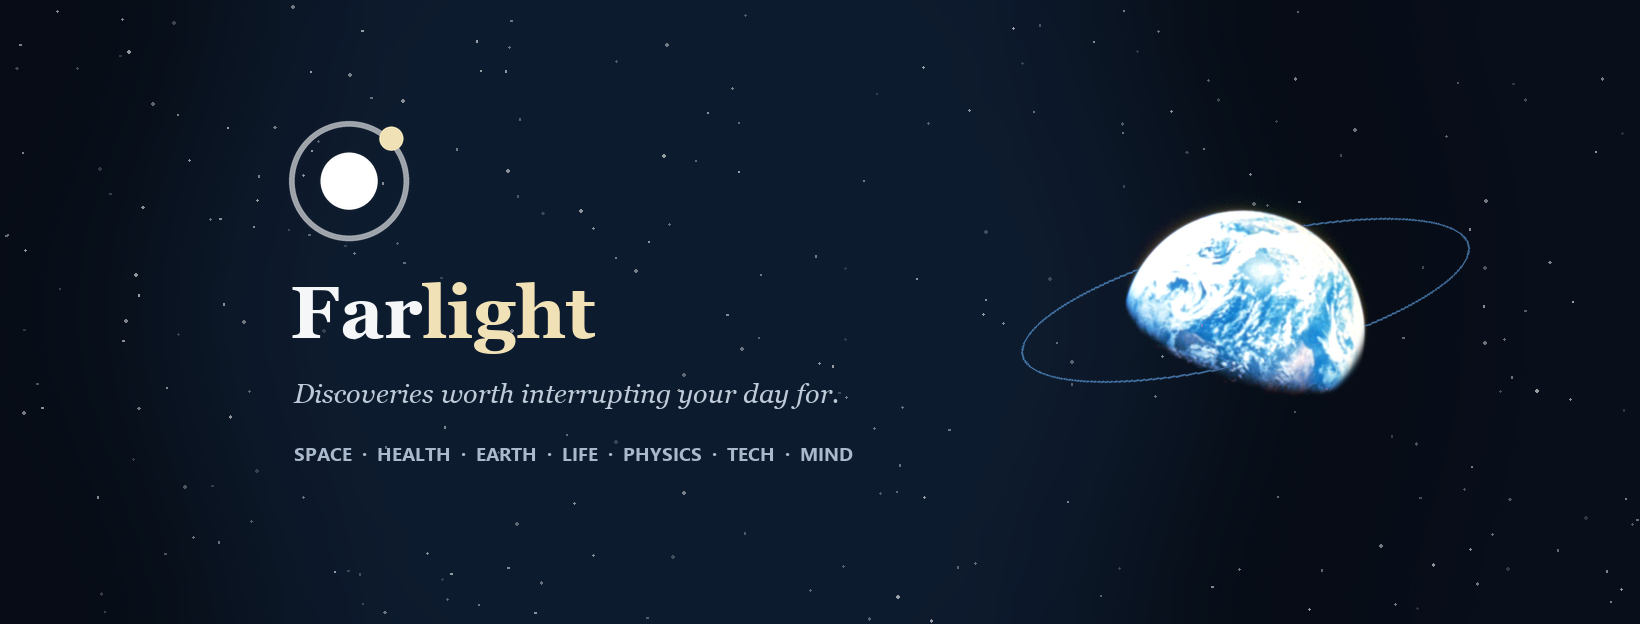 Farlight
Discoveries worth interrupting your day for.
SPACE · HEALTH · EARTH · LIFE · PHYSICS · TECH · MIND